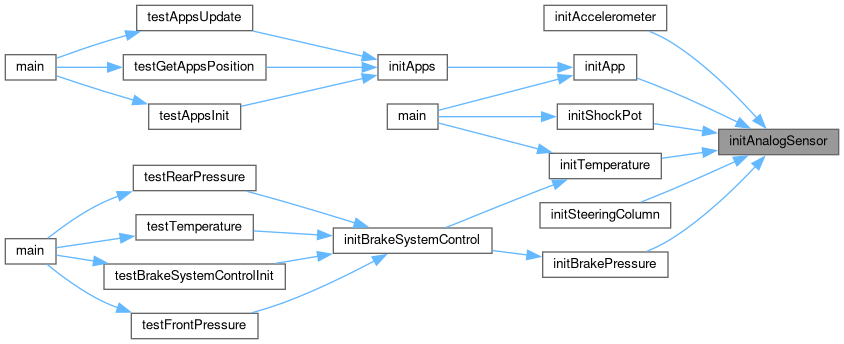 testAppsUpdate
initAccelerometer
main
testGetAppsPosition
initApps
initApp
testAppsInit
main
initShockPot
initAnalogSensor
initTemperature
testRearPressure
initSteeringColumn
testTemperature
main
initBrakeSystemControl
initBrakePressure
testBrakeSystemControlInit
testFrontPressure